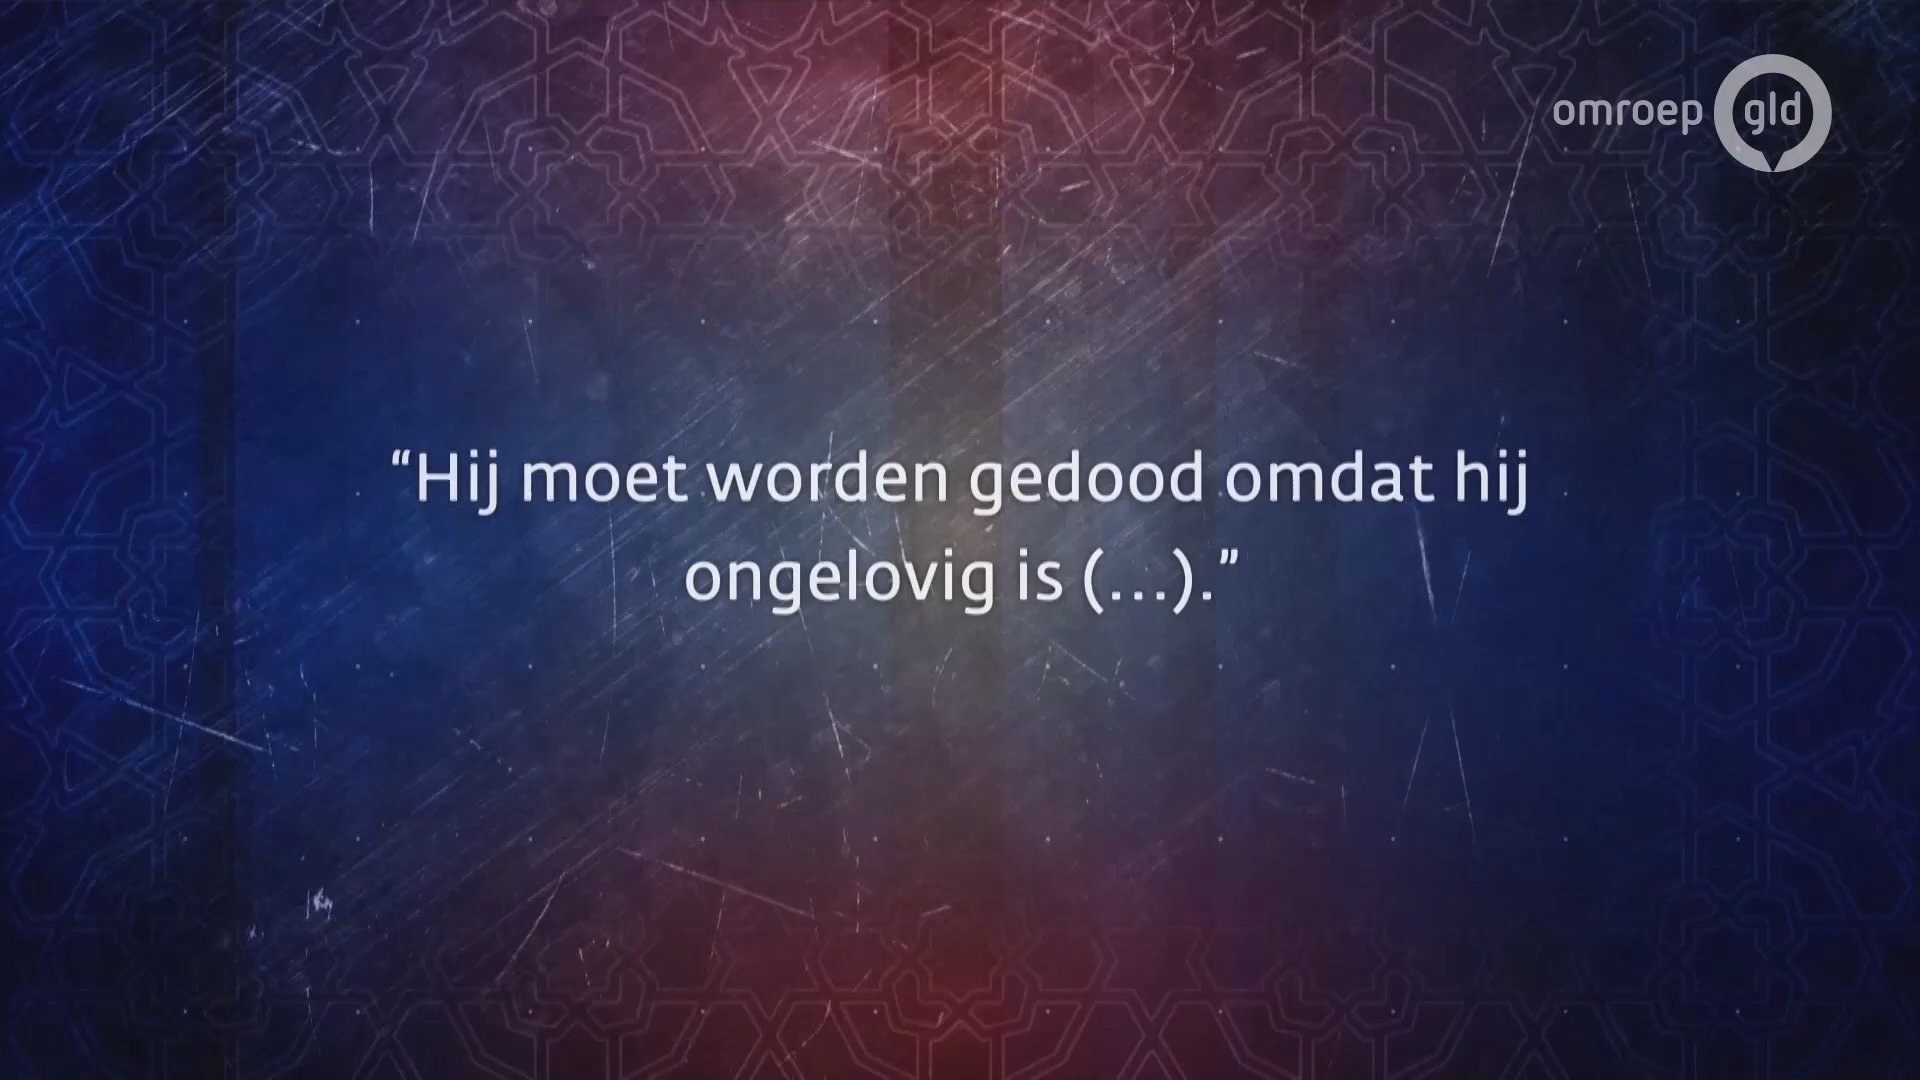 omroep gld
“Hij moet worden gedood omdat hij
ongelovig is (...).”